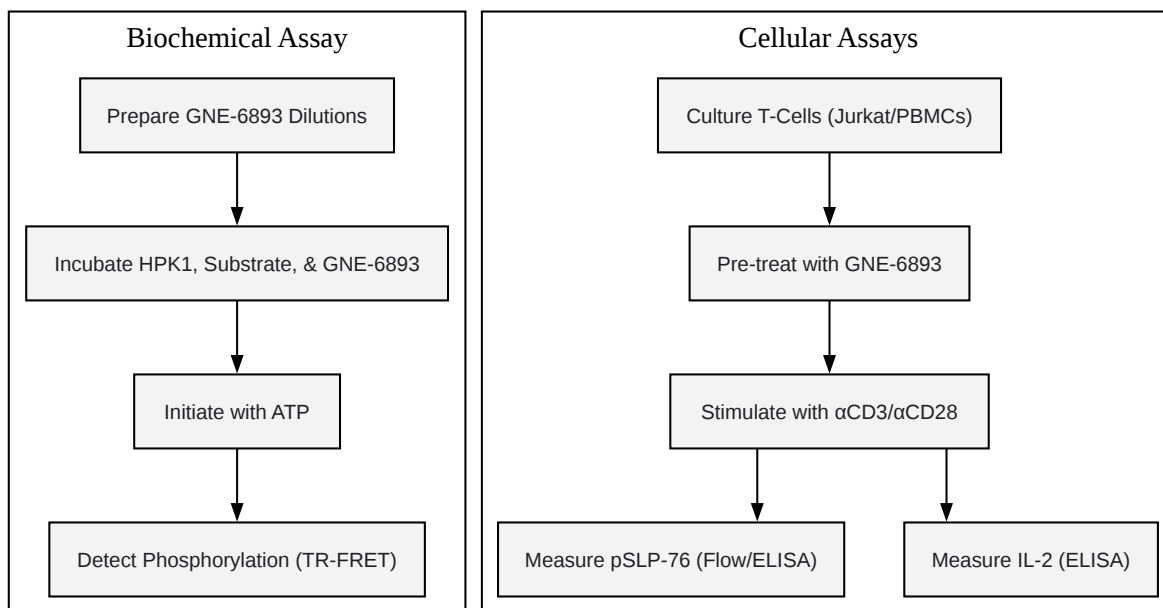 Biochemical Assay
Prepare GNE-6893 Dilutions
Incubate HPK1, Substrate, & GNE-6893
Initiate with ATP
Detect Phosphorylation (TR-FRET)
Cellular Assays
Culture T-Cells (Jurkat/PBMCs)
Pre-treat with GNE-6893
Stimulate with αCD3/αCD28
Measure pSLP-76 (Flow/ELISA)
Measure IL-2 (ELISA)